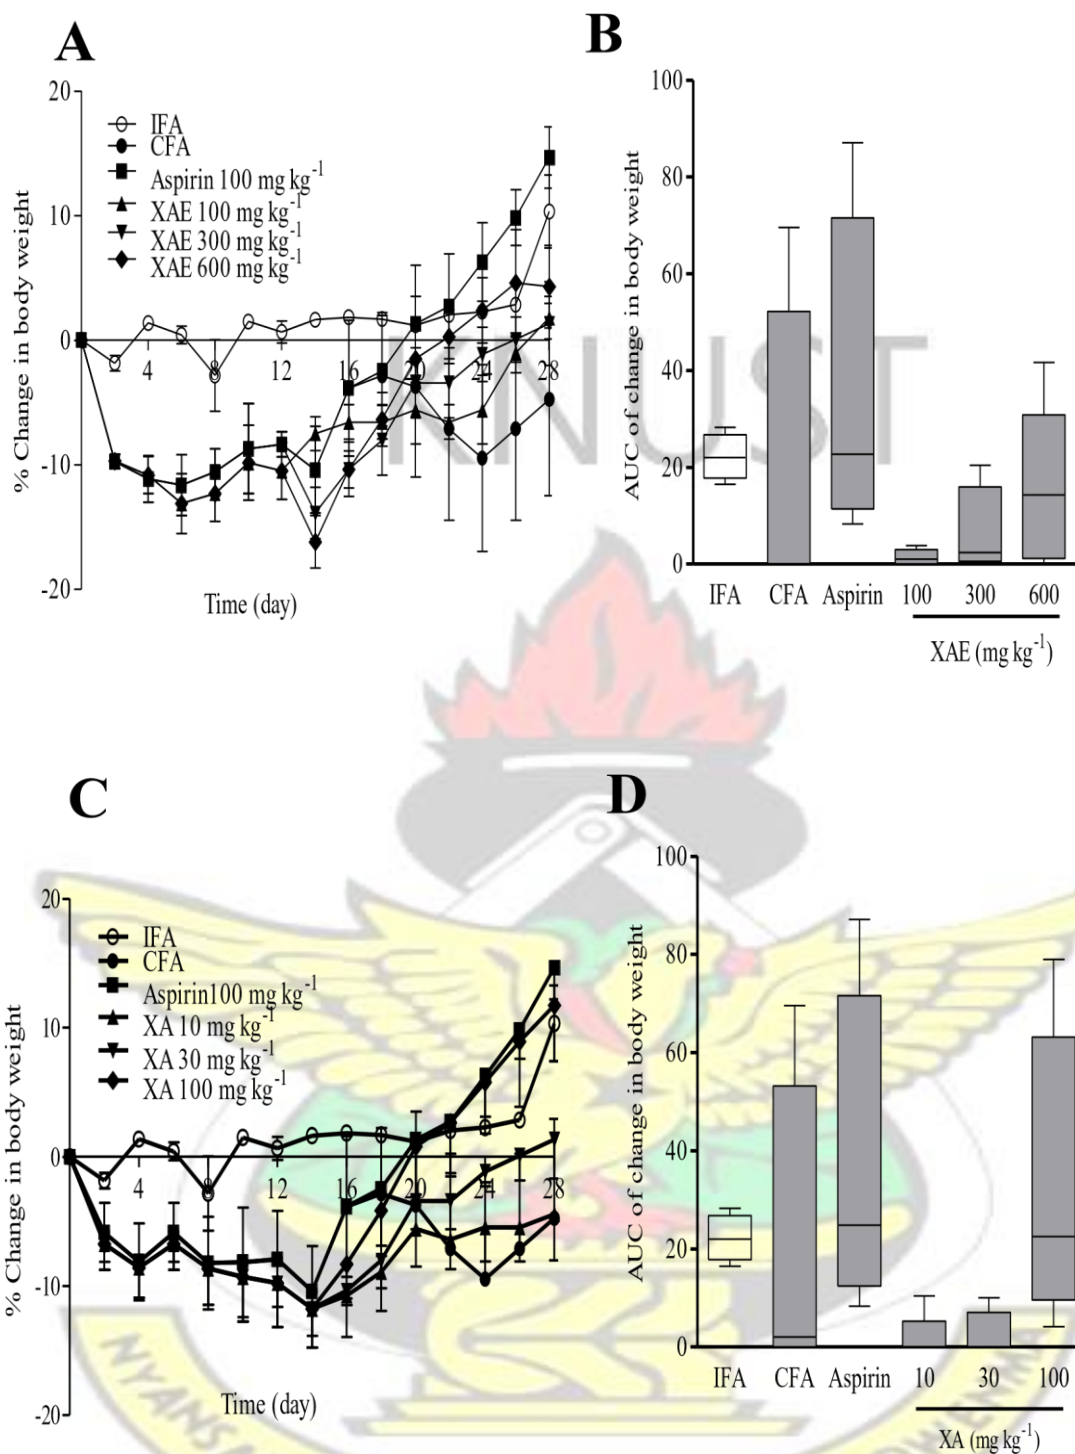 A
B
20
10
0
-10
-20
% Change in body weight
IFA
CFA
Aspirin 100 mg kg-1
XAE 100 mg kg-1
XAE 300 mg kg-1
XAE 600 mg kg-1
4
8
12
16
20
24
28
Time (day)
KNUST
100
80
60
40
20
0
AUC of change in body weight
IFA CFA Aspirin 100 300 600
XAE (mg kg-1)
C
D
20
10
0
-10
-20
% Change in body weight
IFA
CFA
Aspirin100 mg kg-1
XA 10 mg kg-1
XA 30 mg kg-1
XA 100 mg kg-1
4
8
12
16
20
24
28
Time (day)
100
80
60
40
20
0
AUC of change in body weight
IFA CFA Aspirin 10 30 100
XA (mg kg-1)